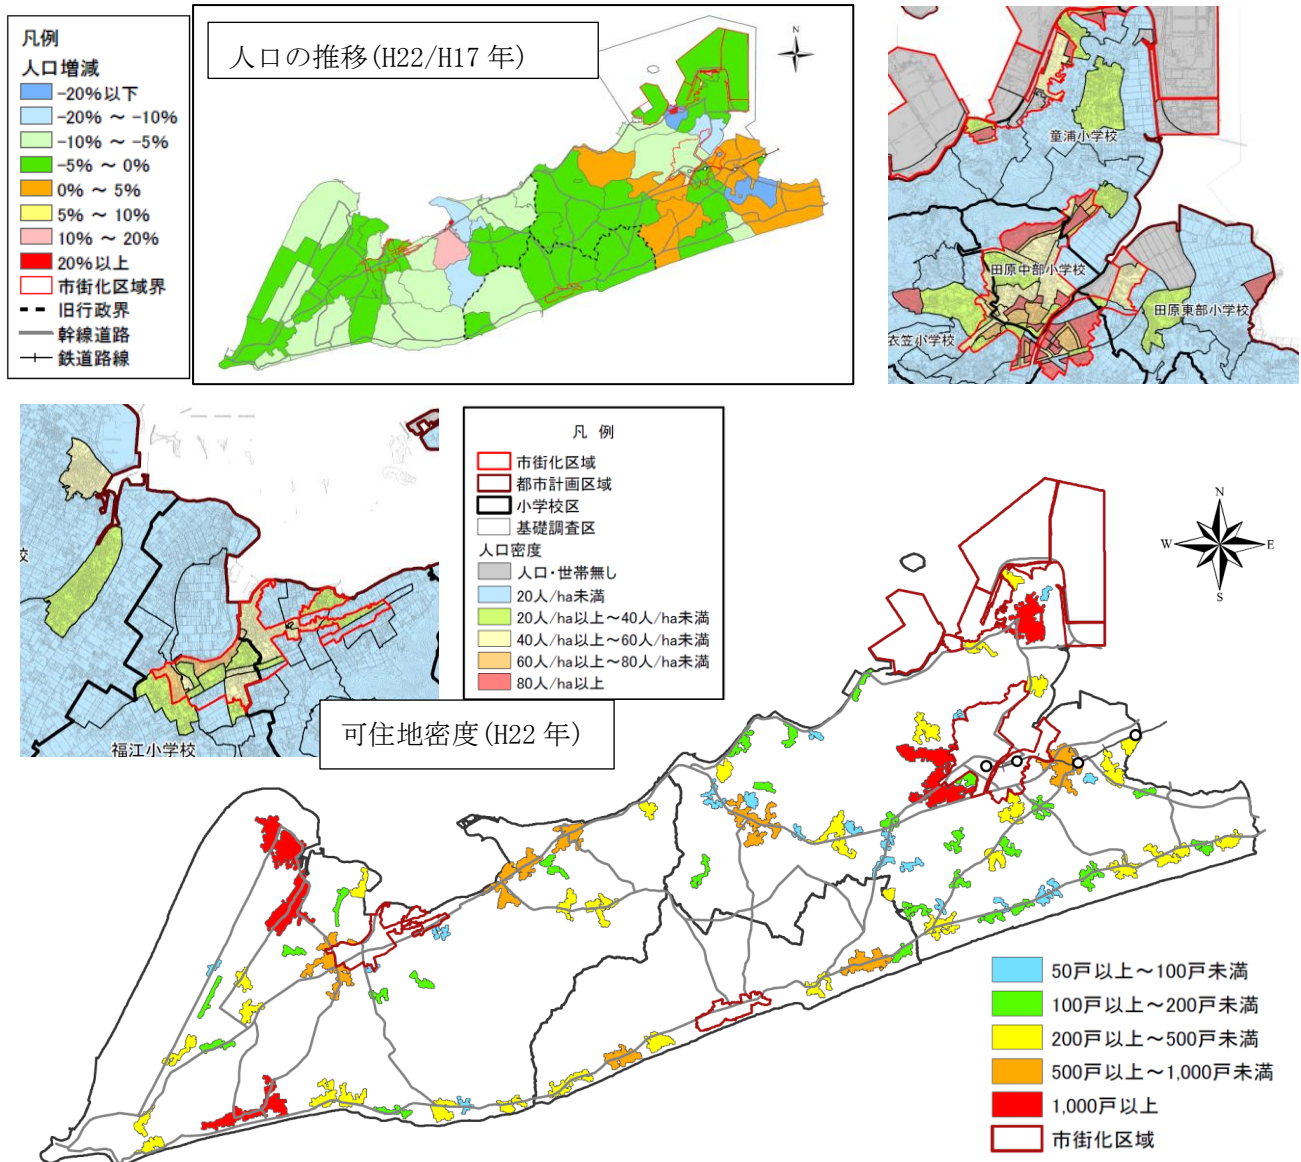 凡例
人口増減
-20%以下
-20% ～ -10%
-10% ～ -5%
-5% ～ 0%
0% ～ 5%
5% ～ 10%
10% ～ 20%
20%以上
市街化区域界
旧行政界
幹線道路
鉄道路線
人口の推移(H22/H17 年)
N
童浦小学校
田原中部小学校
田原東部小学校
衣笠小学校
校
福江小学校
凡 例
市街化区域
都市計画区域
小学校区
基礎調査区
人口密度
人口・世帯無し
20人/ha未満
20人/ha以上～40人/ha未満
40人/ha以上～60人/ha未満
60人/ha以上～80人/ha未満
80人/ha以上
可住地密度(H22 年)
N
W
E
S
50戸以上～100戸未満
100戸以上～200戸未満
200戸以上～500戸未満
500戸以上～1,000戸未満
1,000戸以上
市街化区域